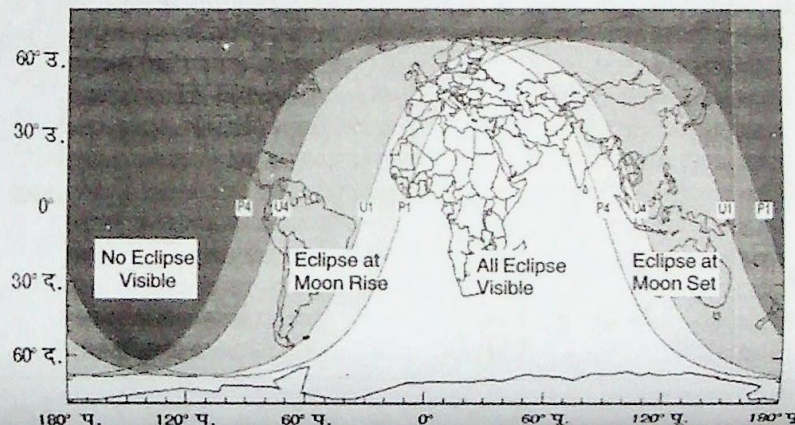 60° उ.
30° उ.
0°
P4 U4 U1 P1 P4 U4 U1 P1
No Eclipse
Visible
Eclipse at
Moon Rise
All Eclipse
Visible
Eclipse at
Moon Set
30° द.
60° द.
180° प. 120° प. 60° प. 0° 60° पू. 120° पू. 180° पू